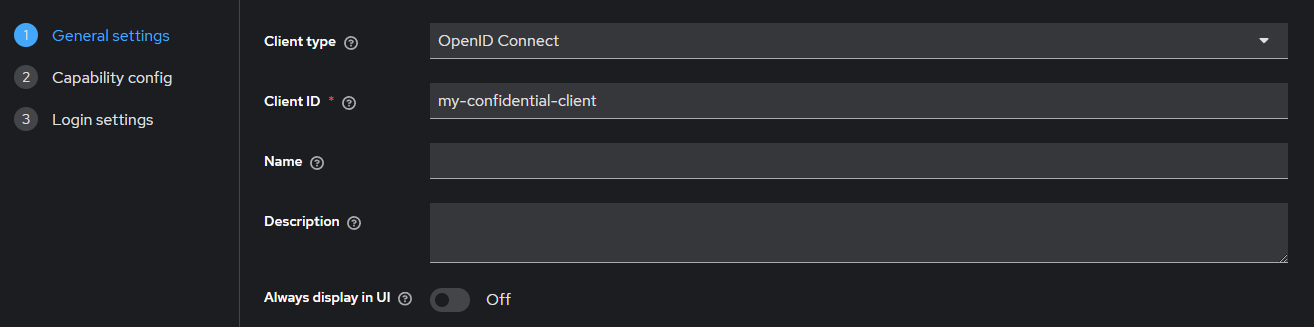 1 General settings
2 Capability config
3 Login settings
Client type ? OpenID Connect
Client ID * ? my-confidential-client
Name ?
Description ?
Always display in UI ? Off